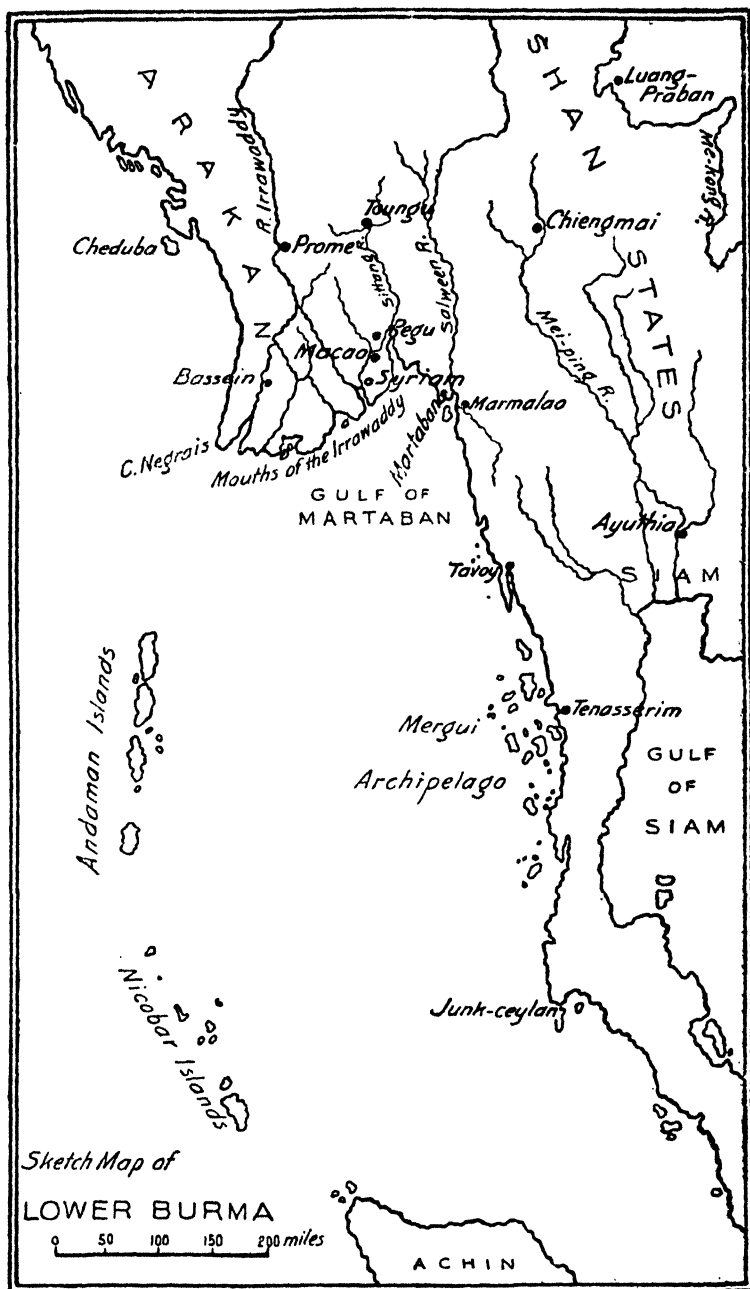 ARAKAN
SHAN
STATES
Luang-
Praban
Me-kong R.
R. Irrawaddy
Toungu
Chiengmai
Cheduba
Prome
Sittang R.
Salween R.
Pegu
Mei-ping R.
Macao
Bassein
Syriam
Marmalao
Martaban
C. Negrais
Mouths of the Irrawaddy
GULF OF
MARTABAN
Ayuthia
Tavoy
SIAM
Andaman Islands
Tenasserim
Mergui
Archipelago
GULF
OF
SIAM
Nicobar Islands
Junk-ceylan
Sketch Map of
LOWER BURMA
0 50 100 150 200 miles
ACHIN